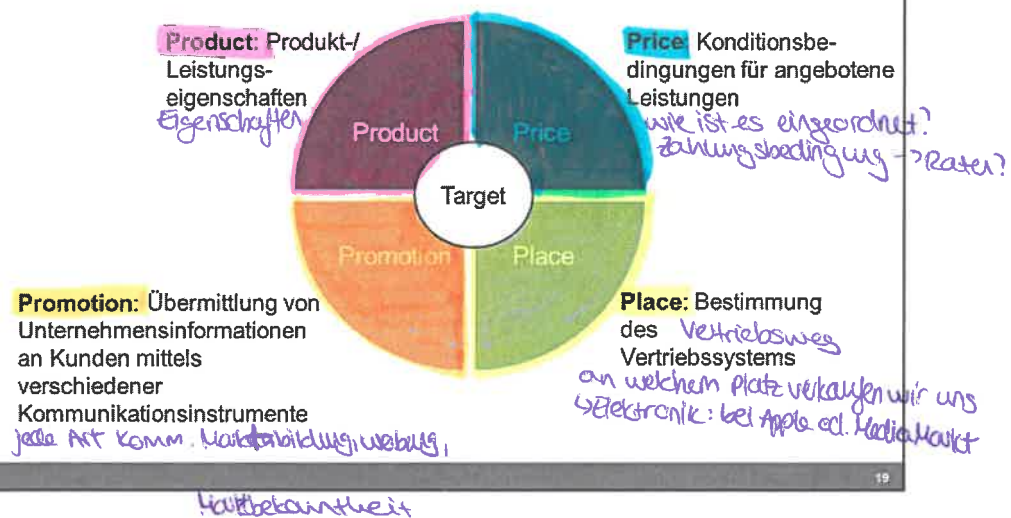 Product: Produkt-/
Leistungs-
eigenschaften
Eigenschaften
Price: Konditionsbe-
dingungen für angebotene
Leistungen
wie ist es eingeordnet?
Zahlungsbedingung -> Raten?
Product
Price
Target
Promotion
Place
Promotion: Übermittlung von
Unternehmensinformationen
an Kunden mittels
verschiedener
Kommunikationsinstrumente
jede Art Komm.
Place: Bestimmung
des Vertriebsweg
Vertriebssystems
an welchem Platz verkaufen wir uns
↳Elektronik: bei Apple od. MediaMarkt
19